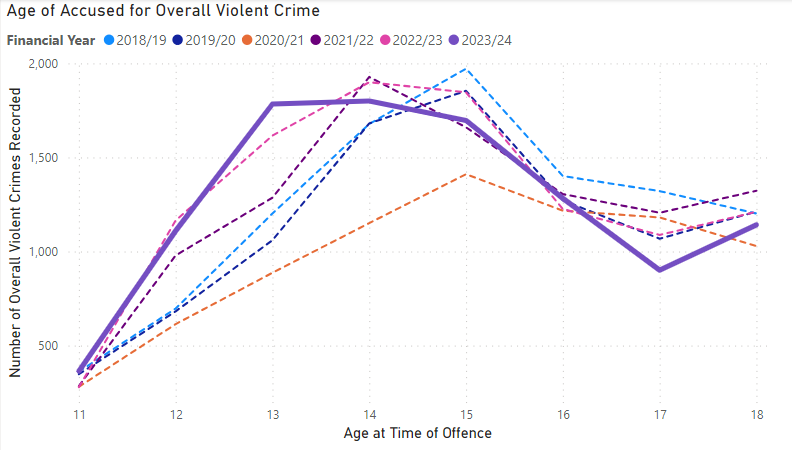 Age of Accused for Overall Violent Crime
Financial Year 2018/19 2019/20 2020/21 2021/22 2022/23 2023/24
Number of Overall Violent Crimes Recorded
2,000
1,500
1,000
500
11 12 13 14 15 16 17 18
Age at Time of Offence